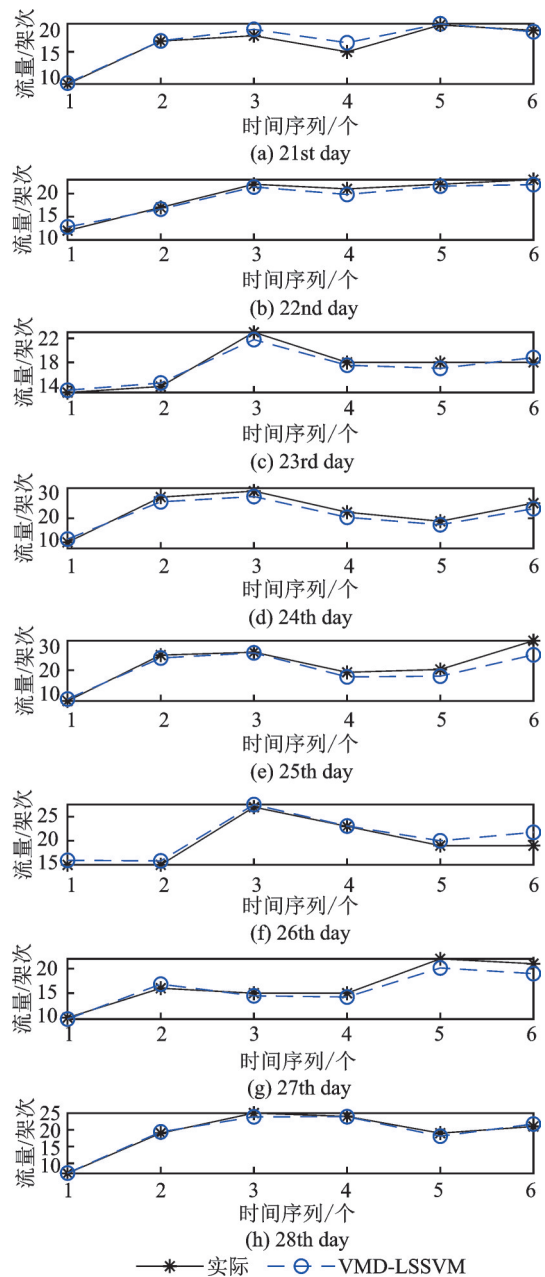 流量/架次
20
15
10
1 2 3 4 5 6
时间序列/个
(a) 21st day
流量/架次
20
15
10
1 2 3 4 5 6
时间序列/个
(b) 22nd day
流量/架次
22
18
14
1 2 3 4 5 6
时间序列/个
(c) 23rd day
流量/架次
30
20
10
1 2 3 4 5 6
时间序列/个
(d) 24th day
流量/架次
30
20
10
1 2 3 4 5 6
时间序列/个
(e) 25th day
流量/架次
25
20
15
1 2 3 4 5 6
时间序列/个
(f) 26th day
流量/架次
20
15
10
1 2 3 4 5 6
时间序列/个
(g) 27th day
流量/架次
25
20
15
10
1 2 3 4 5 6
时间序列/个
(h) 28th day
实际 VMD-LSSVM